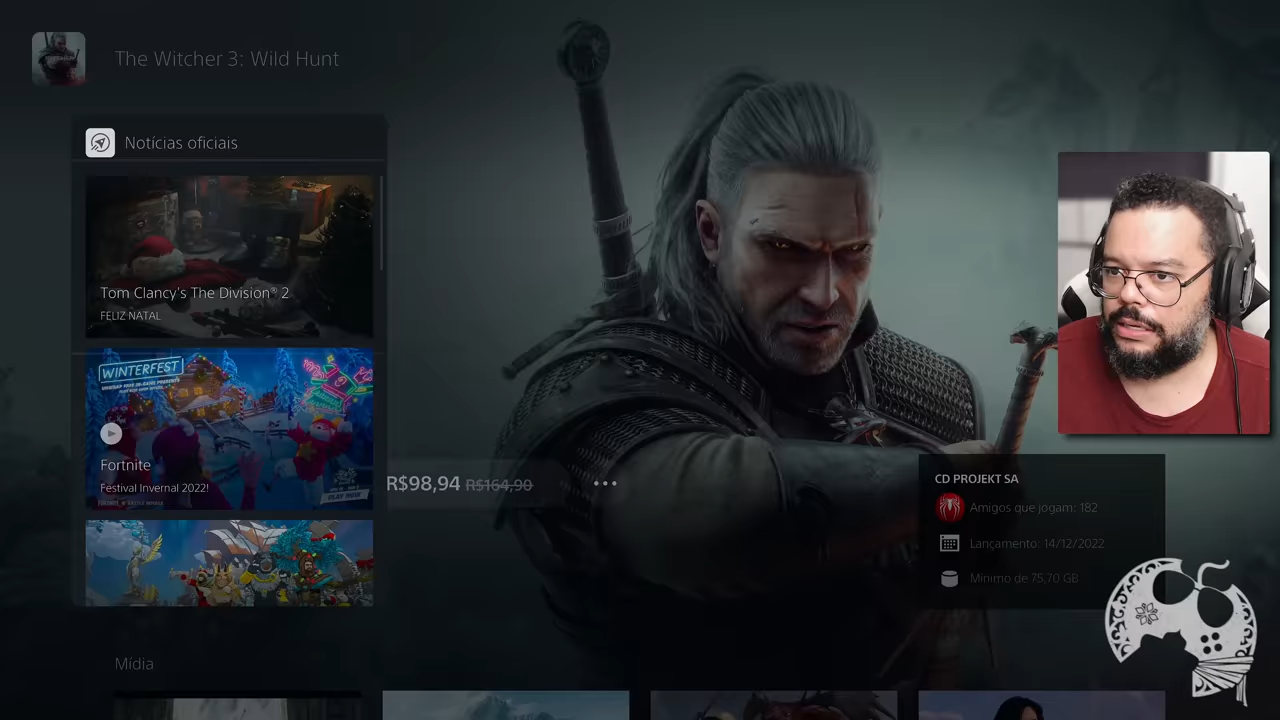 The Witcher 3: Wild Hunt
Notícias oficiais
Tom Clancy's The Division® 2
FELIZ NATAL
WINTERFEST
Fortnite
Festival Invernal 2022!
PLAY NOW
R$98,94 R$164,90
CD PROJEKT SA
Amigos que jogam: 182
Lançamento: 14/12/2022
Mínimo de 75,70 GB
Mídia